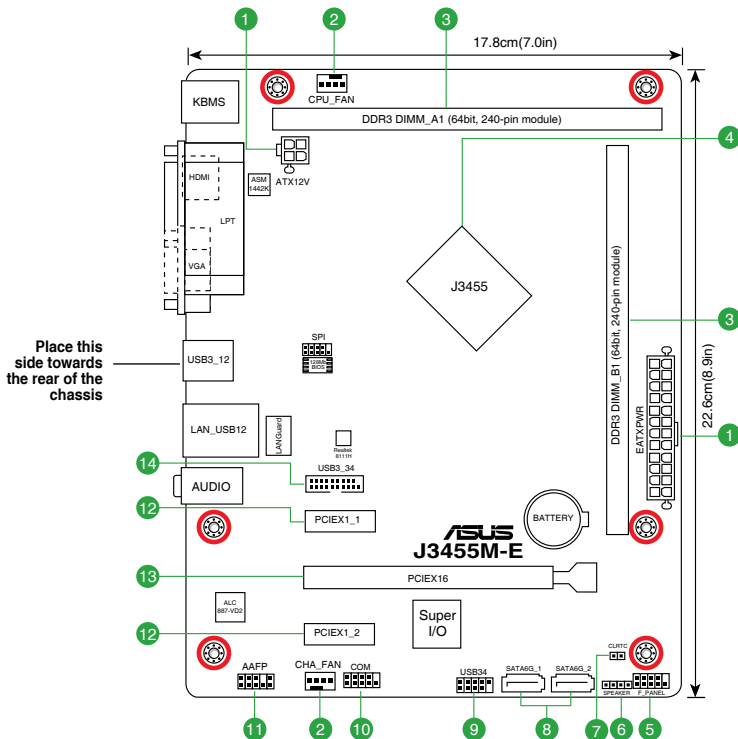 1
2
3
17.8cm(7.0in)
KBMS
CPU_FAN
DDR3 DIMM_A1 (64bit, 240-pin module)
4
HDMI
ASM
1442K
ATX12V
LPT
VGA
J3455
DDR3 DIMM_B1 (64bit, 240-pin module)
3
22.6cm(8.9in)
Place this
side towards
the rear of the
chassis
USB3_12
SPI
128Mb
BIOS
EATXPWR
1
LAN_USB12
LANGuard
Realtek
8111H
14
USB3_34
AUDIO
12
PCIEX1_1
BATTERY
ASUS
J3455M-E
13
PCIEX16
ALC
887-VD2
Super
I/O
12
PCIEX1_2
CLRTC
AAFP
CHA_FAN
COM
USB34
SATA6G_1
SATA6G_2
SPEAKER
F_PANEL
11
2
10
9
8
7
6
5